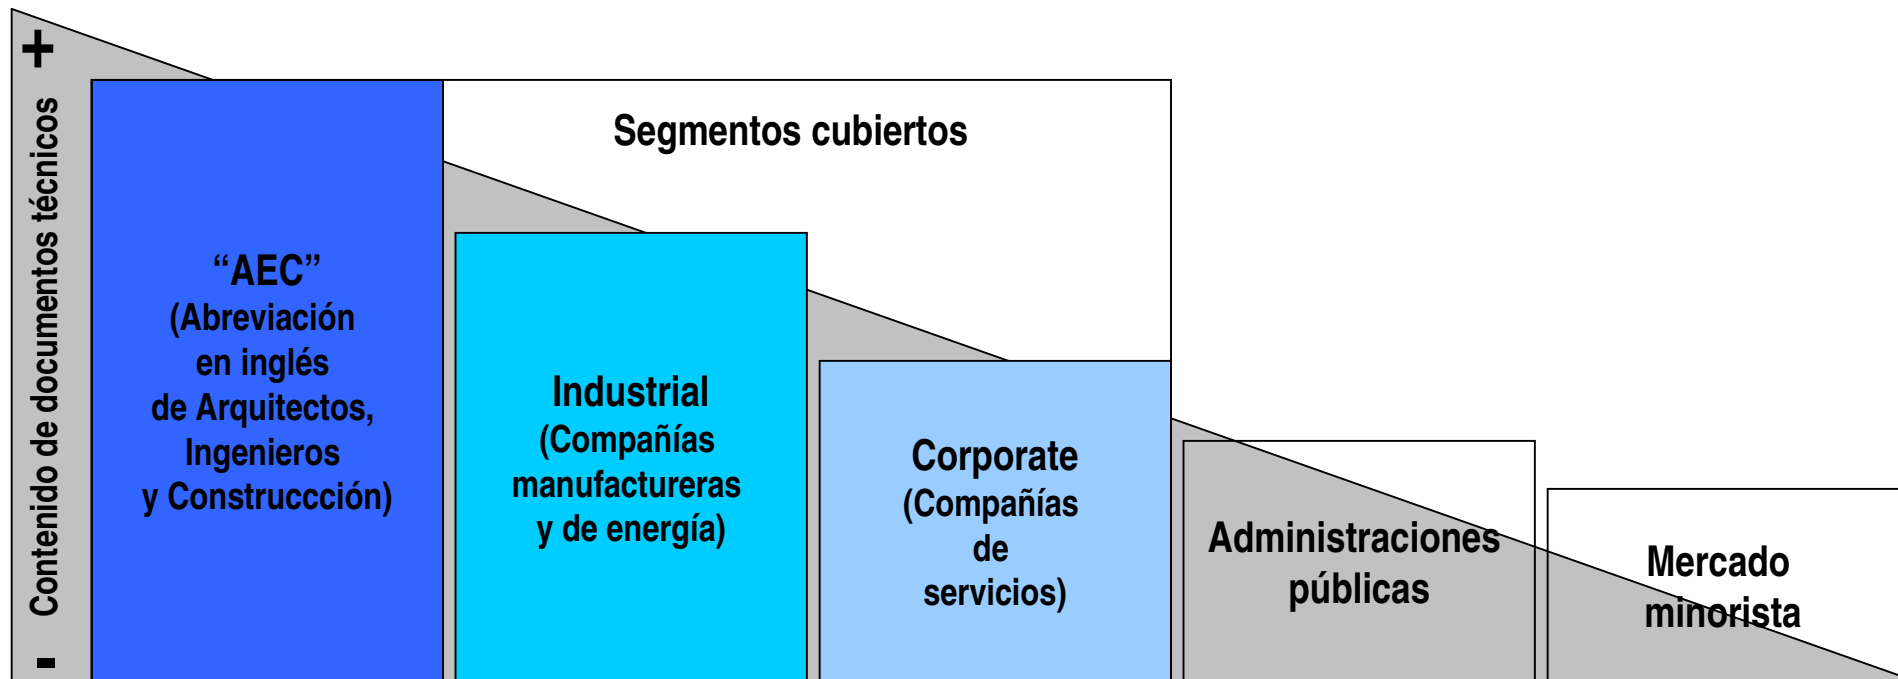 +
Contenido de documentos técnicos
-
Segmentos cubiertos
“AEC”
(Abreviación
en inglés
de Arquitectos,
Ingenieros
y Construccción)
Industrial
(Compañías
manufactureras
y de energía)
Corporate
(Compañías
de
servicios)
Administraciones
públicas
Mercado
minorista